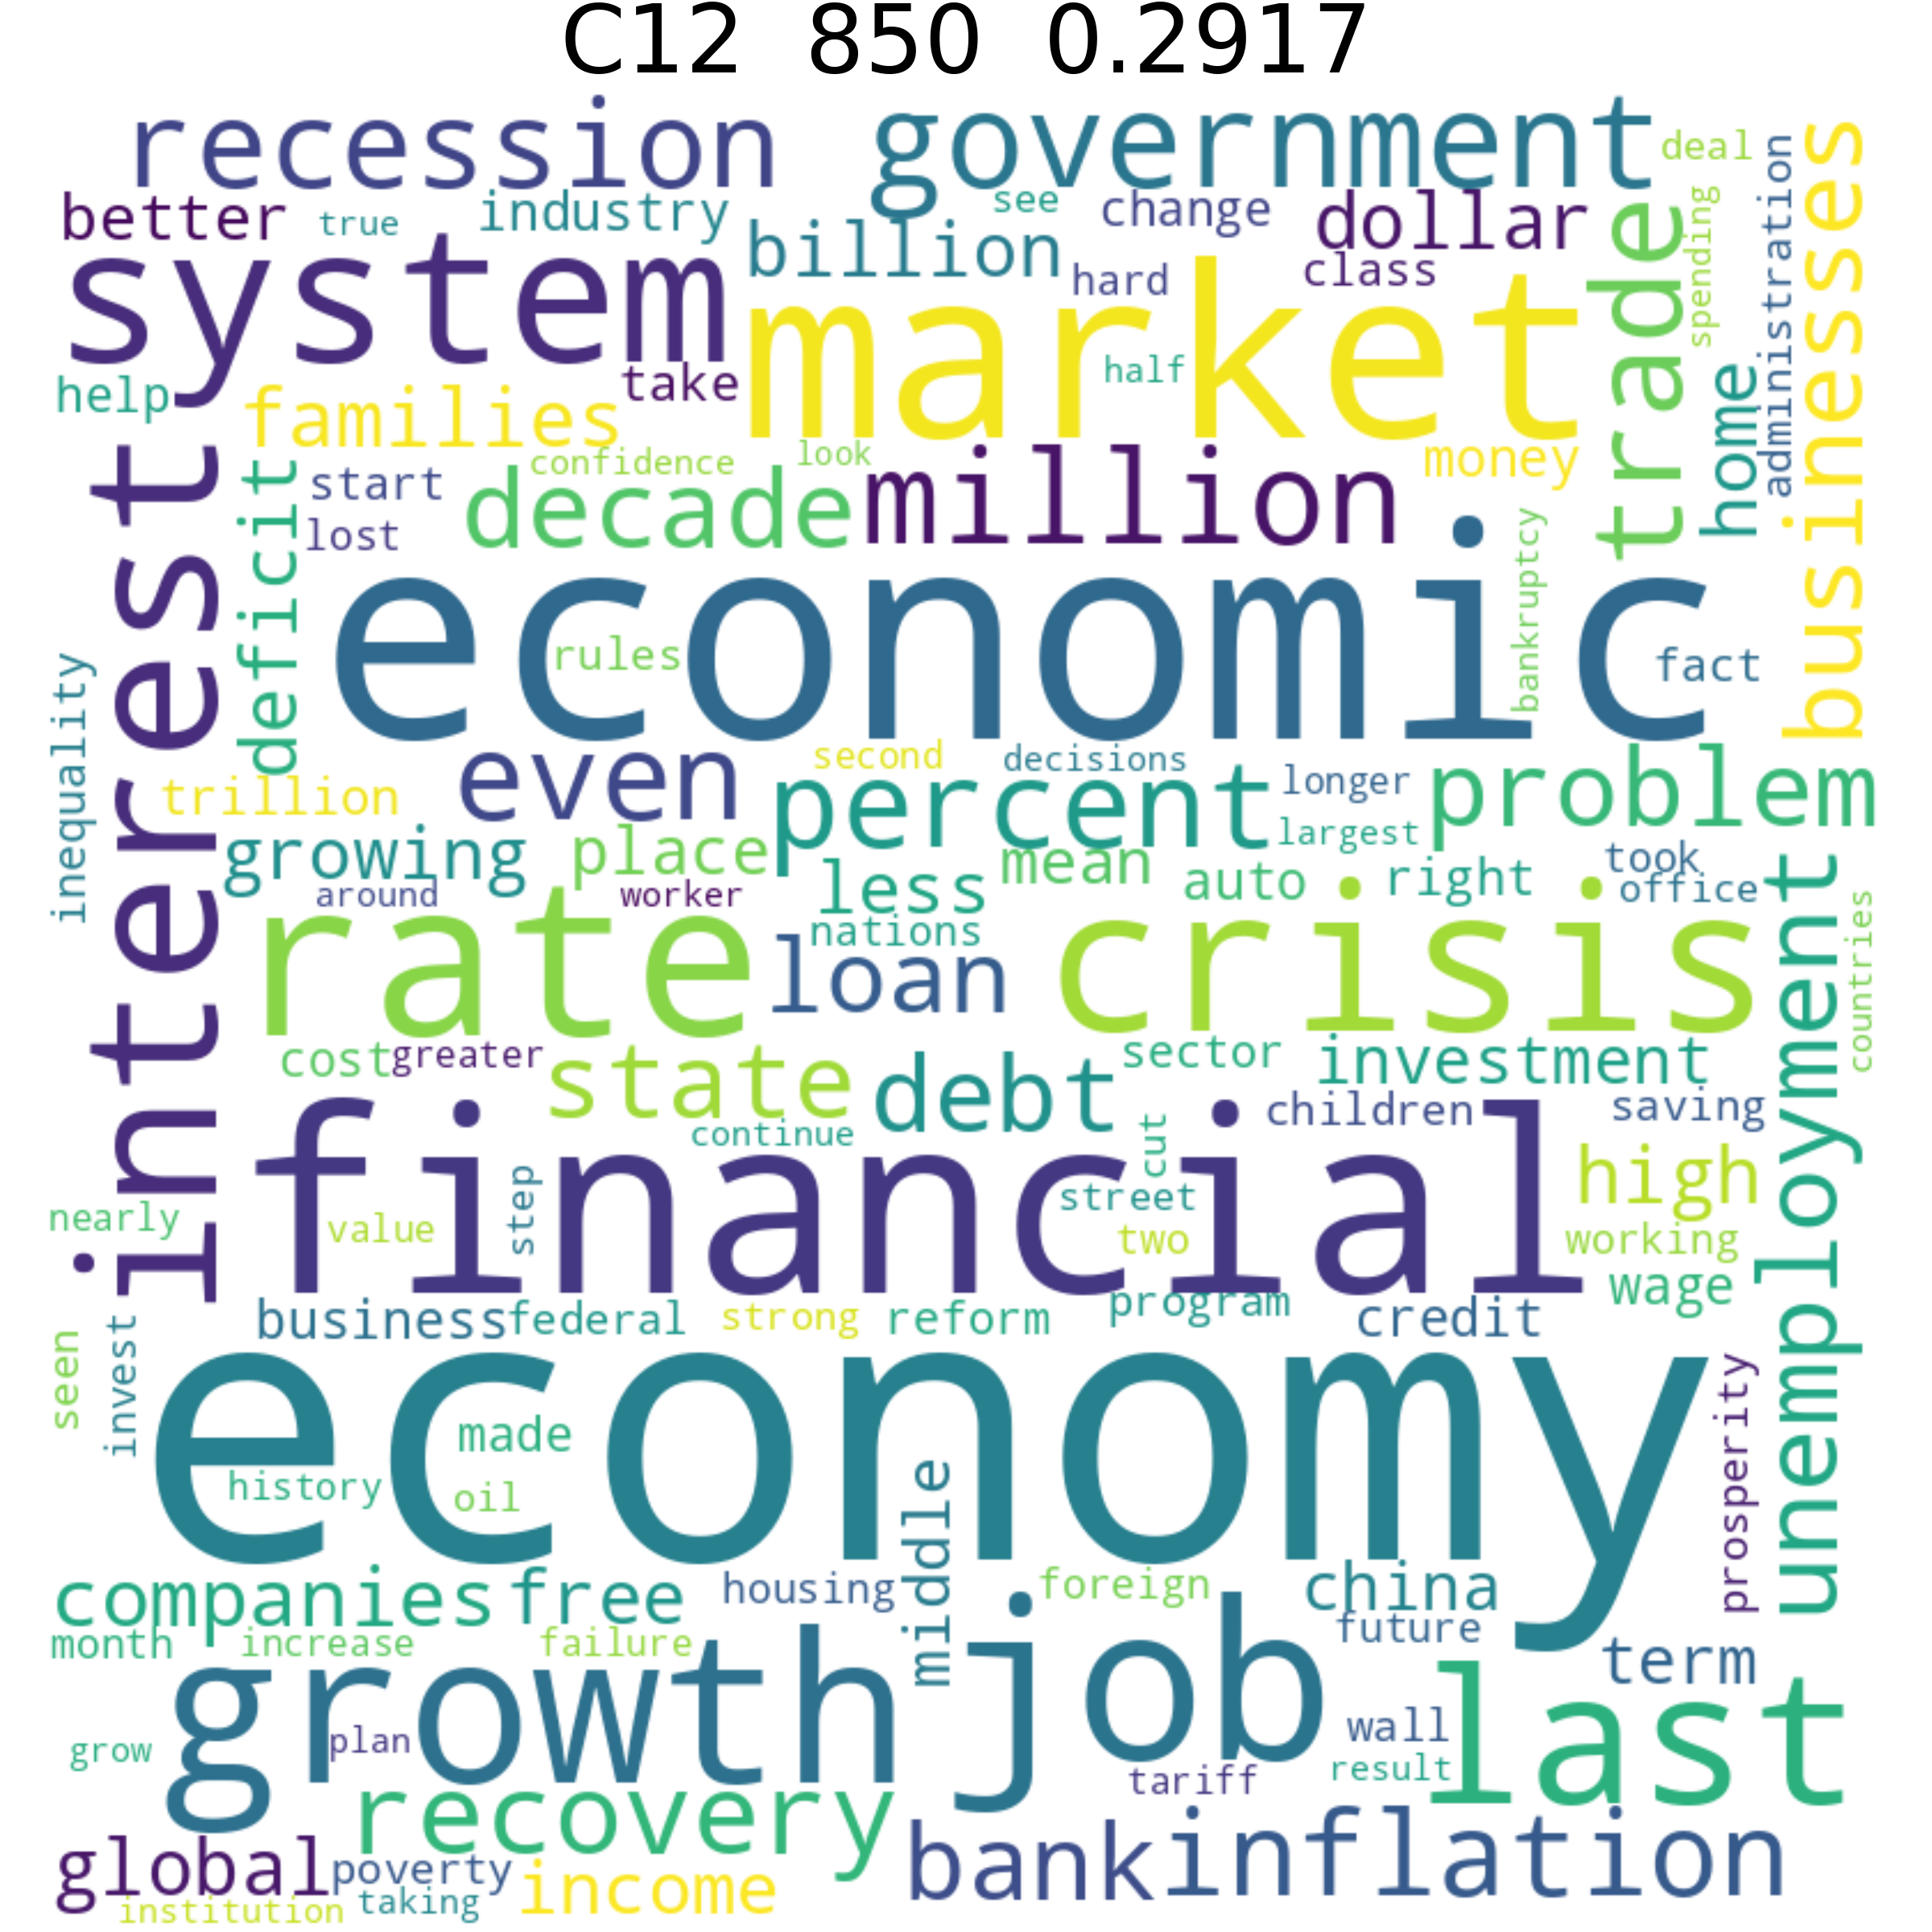 C12 850 0.2917
recession
government
deal
administration
businesses
better
true
industry
see
change
dollar
spending
trade
system
billion
hard
class
market
half
help
families
take
home
interest
deficit
start
confidence
look
money
lost
decade
million
economic
rules
bankruptcy
fact
inequality
trillion
even
second
decisions
longer
percent
problem
largest
growing
place
mean
took
around
worker
less
auto
right
office
nations
rate
loan
crisis
unemployment
countries
cost
greater
state
debt
sector
investment
continue
cut
children
saving
financial
step
street
high
nearly
value
two
working
wage
business
federal
strong
reform
program
credit
seen
invest
economy
made
history
oil
middle
prosperity
companies
free
housing
foreign
china
month
increase
failure
future
growth
job
term
last
grow
plan
wall
tariff
result
recovery
global
poverty
income
bank
inflation
institution
taking